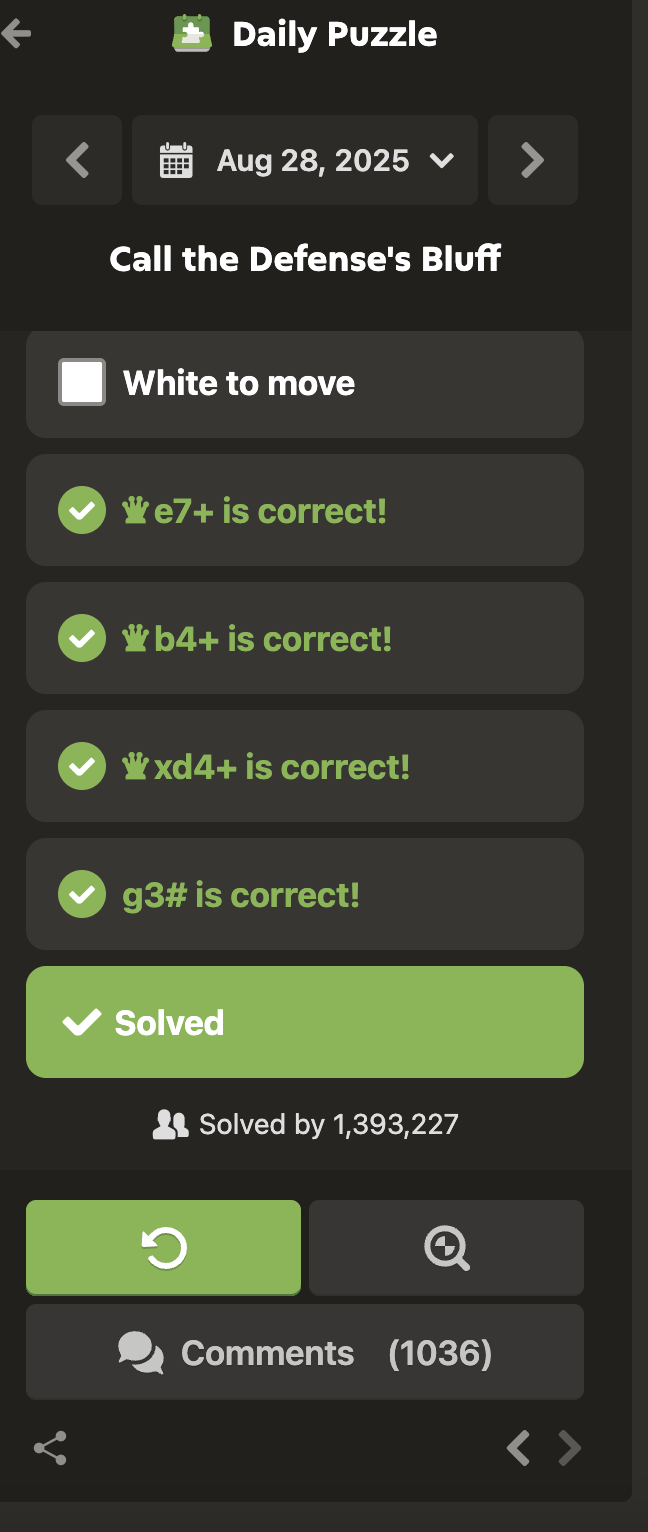 Daily Puzzle
Aug 28, 2025
Call the Defense's Bluff
White to move
♛e7+ is correct!
♛b4+ is correct!
♛xd4+ is correct!
g3# is correct!
Solved
Solved by 1,393,227
Comments (1036)